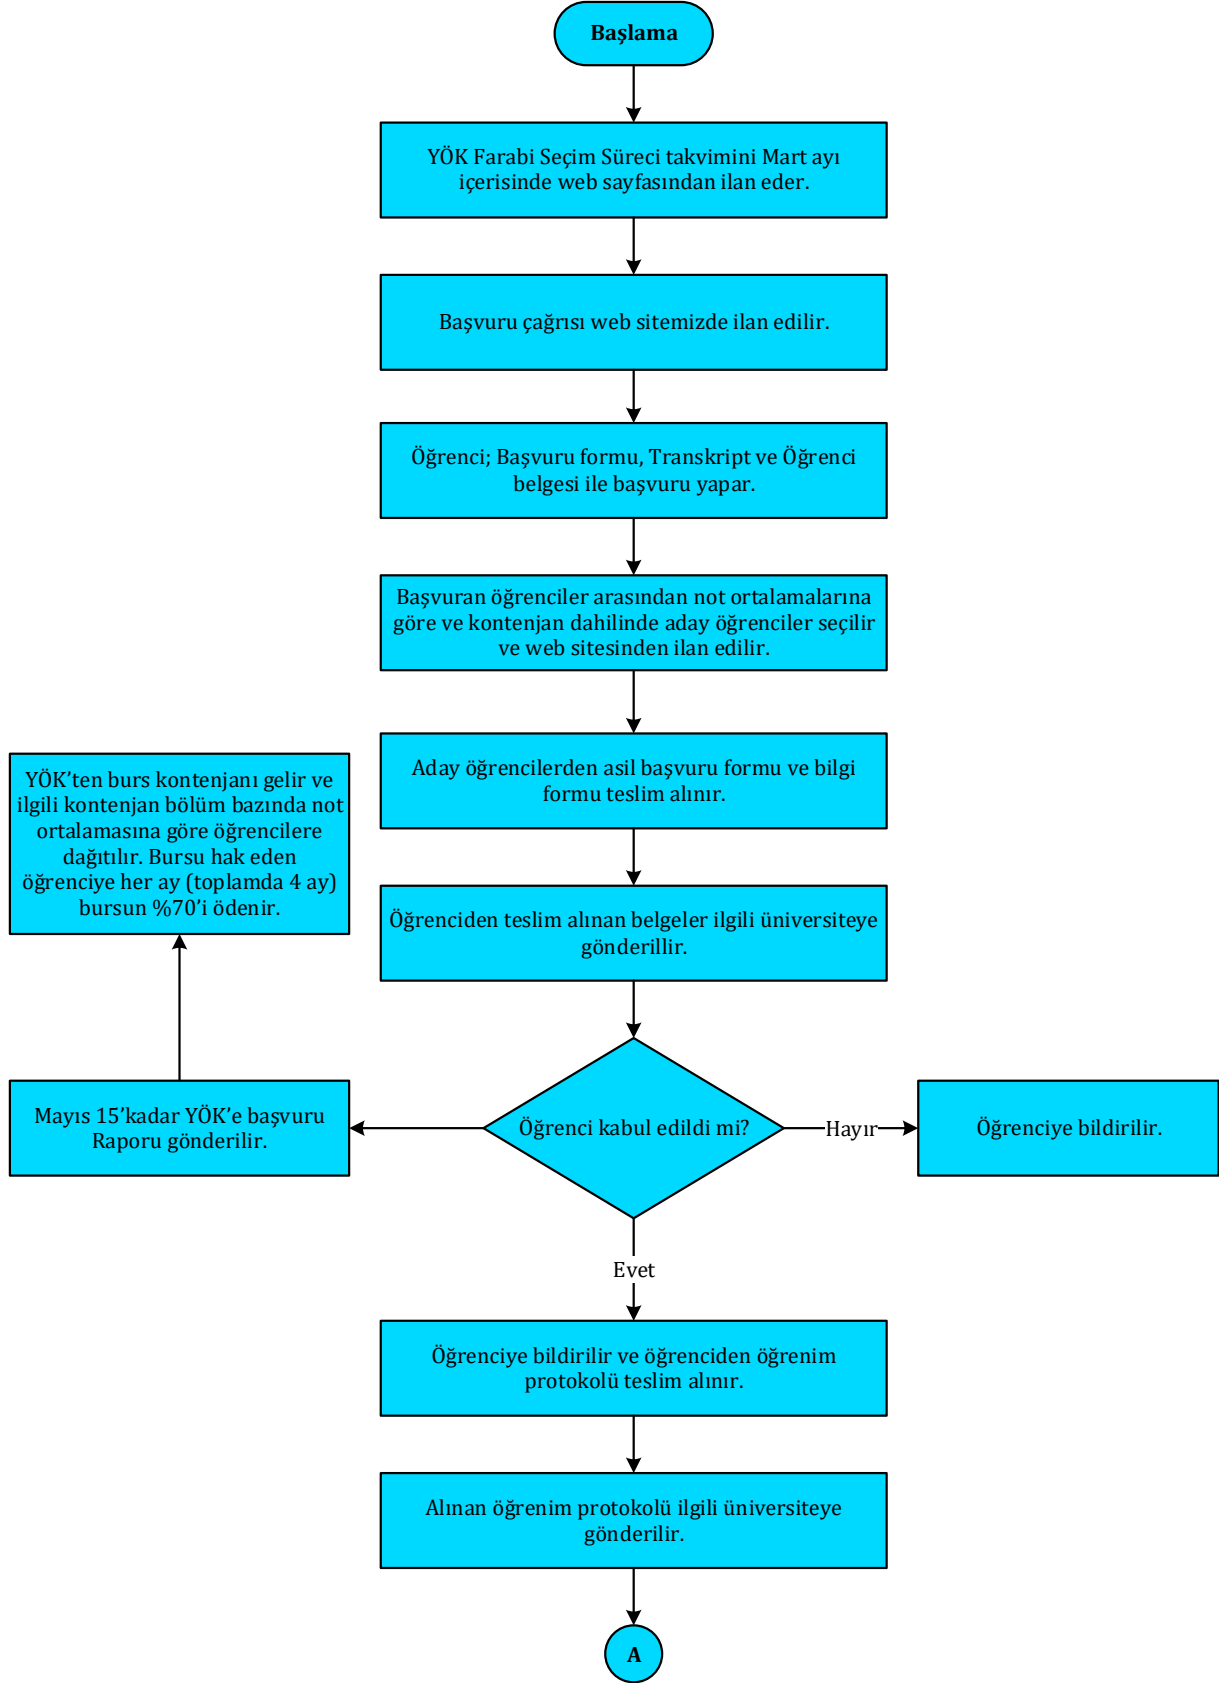 Başlama
YÖK Farabi Seçim Süreci takvimini Mart ayı
içerisinde web sayfasından ilan eder.
Başvuru çağrısı web sitemizde ilan edilir.
Öğrenci; Başvuru formu, Transkript ve Öğrenci
belgesi ile başvuru yapar.
Başvuran öğrenciler arasından not ortalamalarına
göre ve kontenjan dahilinde aday öğrenciler seçilir
ve web sitesinden ilan edilir.
Aday öğrencilerden asil başvuru formu ve bilgi
formu teslim alınır.
YÖK’ten burs kontenjanı gelir ve
ilgili kontenjan bölüm bazında not
ortalamasına göre öğrencilere
dağıtılır. Bursu hak eden
öğrenciye her ay (toplamda 4 ay)
bursun %70’i ödenir.
Öğrenciden teslim alınan belgeler ilgili üniversiteye
gönderillir.
Mayıs 15’kadar YÖK’e başvuru
Raporu gönderilir.
Öğrenci kabul edildi mi?
Hayır
Öğrenciye bildirilir.
Evet
Öğrenciye bildirilir ve öğrenciden öğrenim
protokolü teslim alınır.
Alınan öğrenim protokolü ilgili üniversiteye
gönderilir.
A